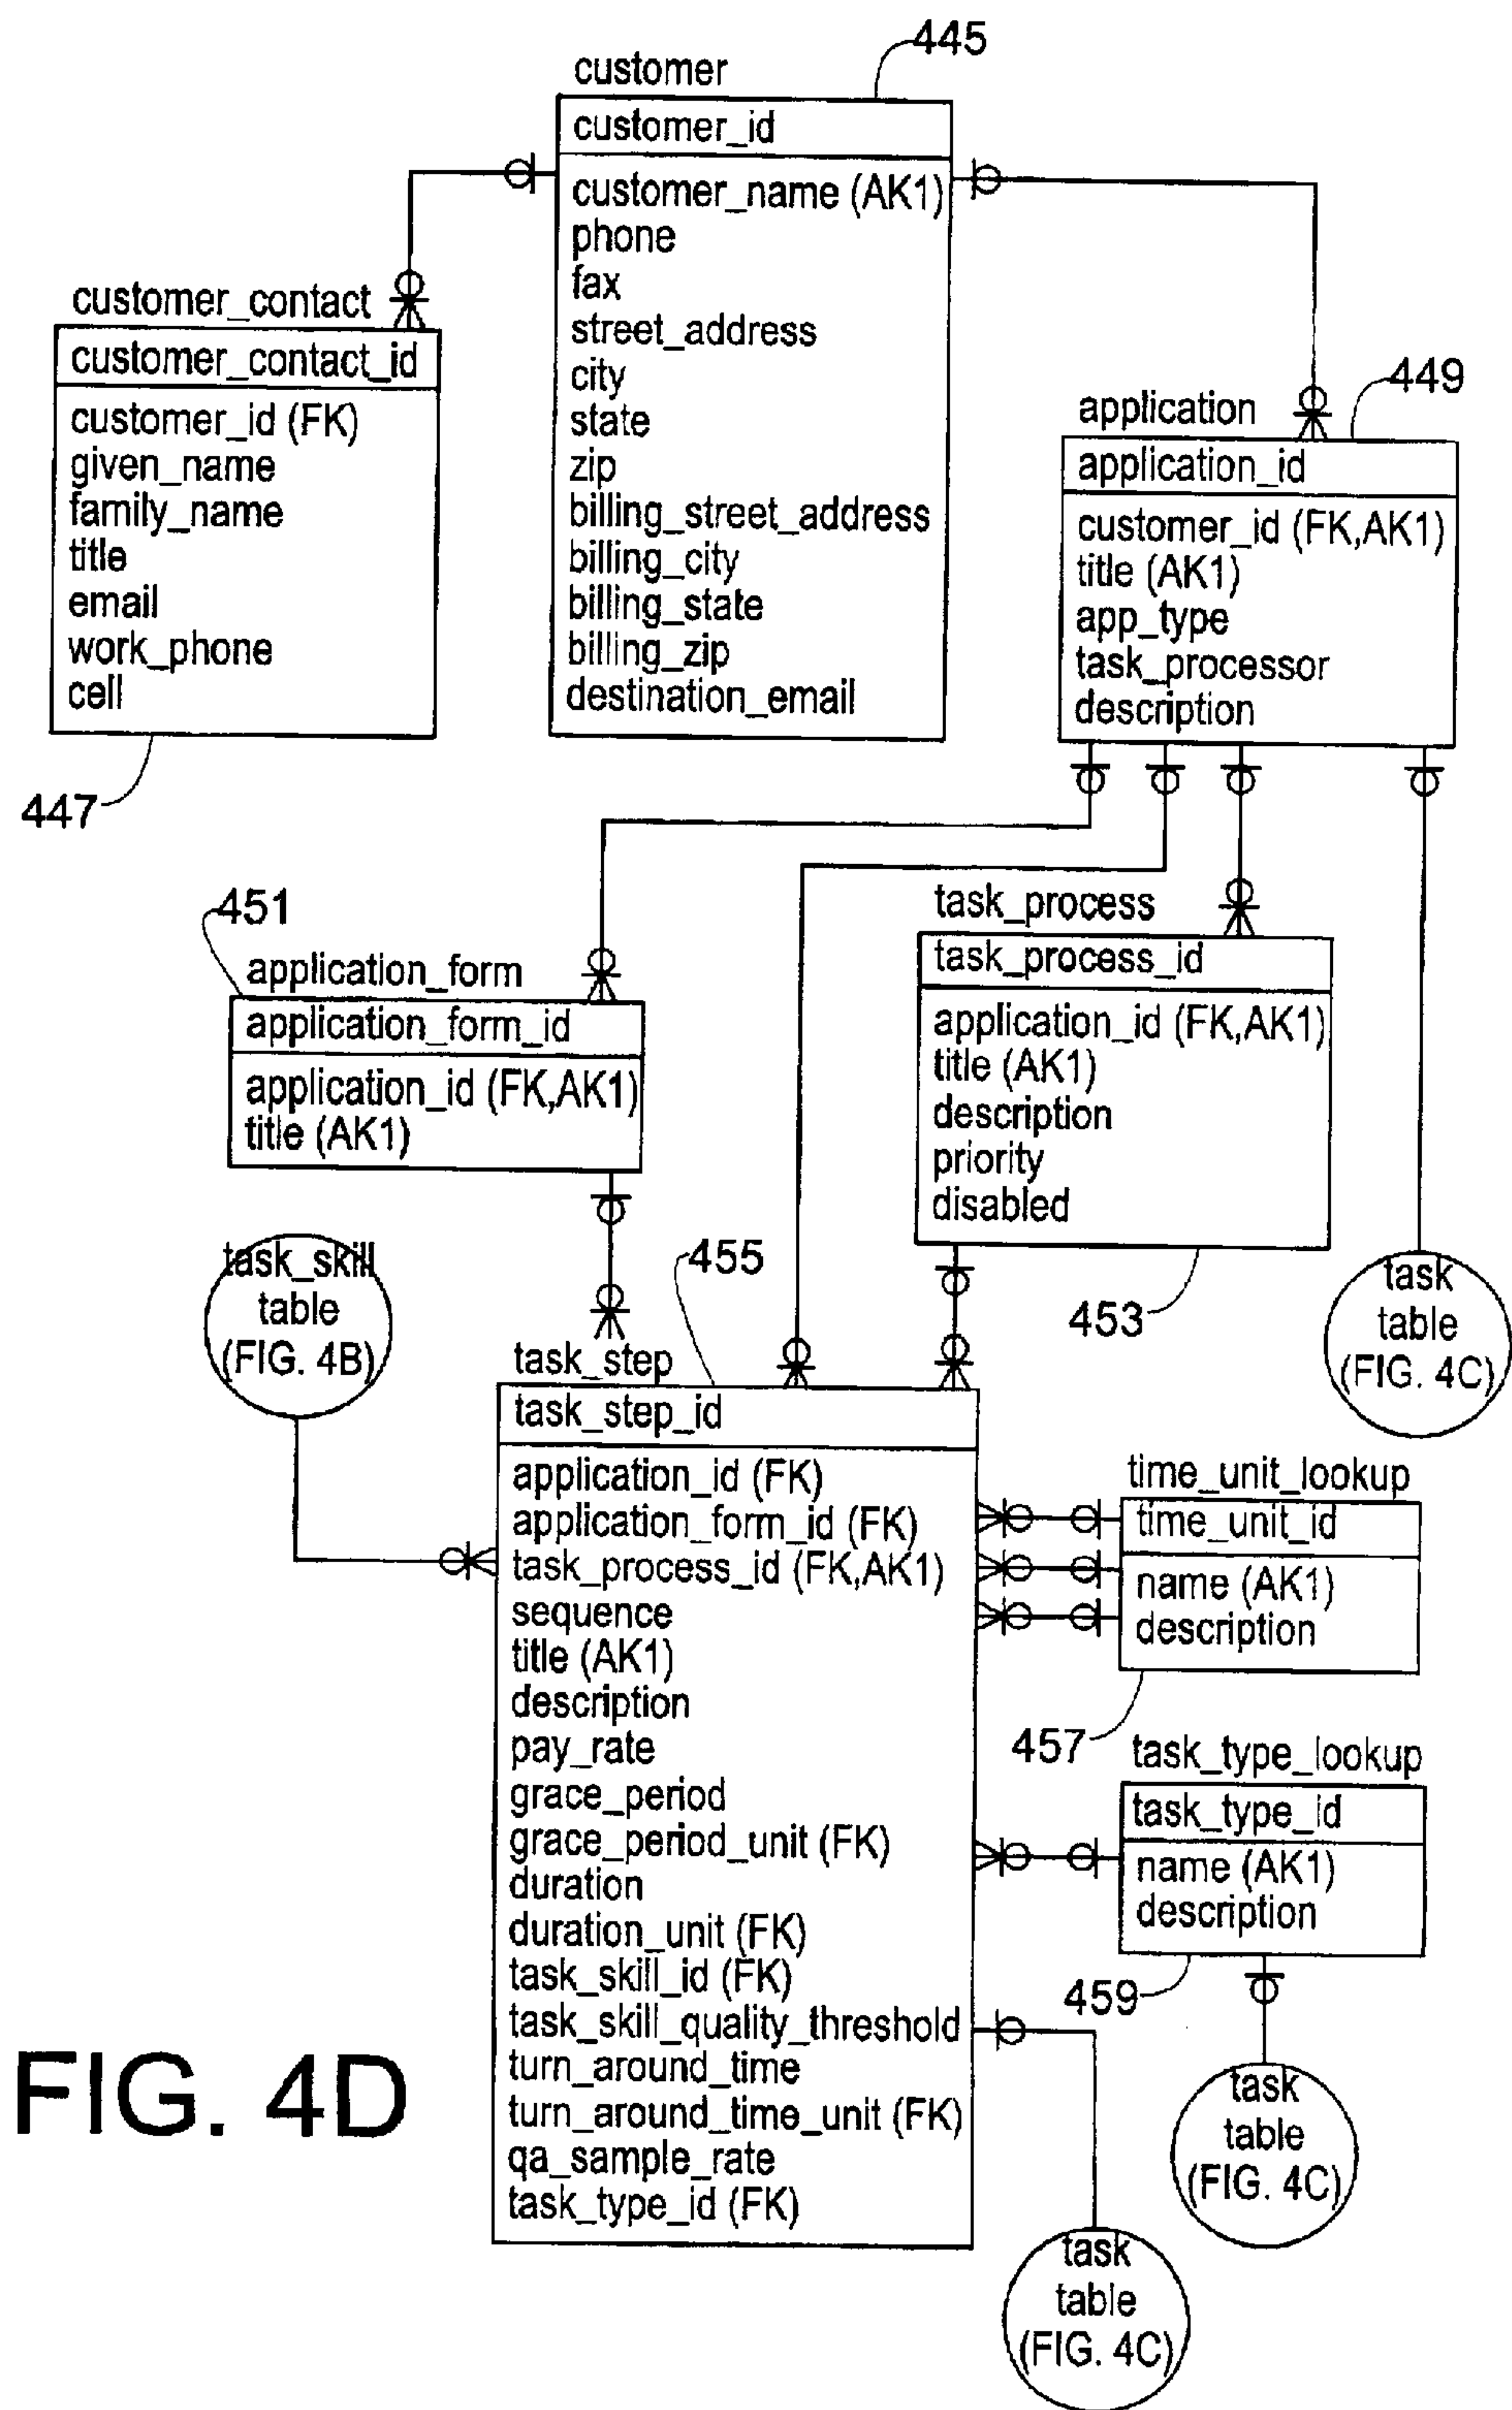 445
customer
customer_id
customer_name (AK1)
phone
fax
street_address
city
state
zip
billing_street_address
billing_city
billing_state
billing_zip
destination_email
customer_contact
customer_contact_id
customer_id (FK)
given_name
family_name
title
email
work_phone
cell
447
449
application
application_id
customer_id (FK,AK1)
title (AK1)
app_type
task_processor
description
451
application_form
application_form_id
application_id (FK,AK1)
title (AK1)
task_process
task_process_id
application_id (FK,AK1)
title (AK1)
description
priority
disabled
453
task
table
(FIG. 4C)
task_skill
table
(FIG. 4B)
455
task_step
task_step_id
application_id (FK)
application_form_id (FK)
task_process_id (FK,AK1)
sequence
title (AK1)
description
pay_rate
grace_period
grace_period_unit (FK)
duration
duration_unit (FK)
task_skill_id (FK)
task_skill_quality_threshold
turn_around_time
turn_around_time_unit (FK)
qa_sample_rate
task_type_id (FK)
time_unit_lookup
time_unit_id
name (AK1)
description
457
task_type_lookup
task_type_id
name (AK1)
description
459
task
table
(FIG. 4C)
task
table
(FIG. 4C)
FIG. 4D